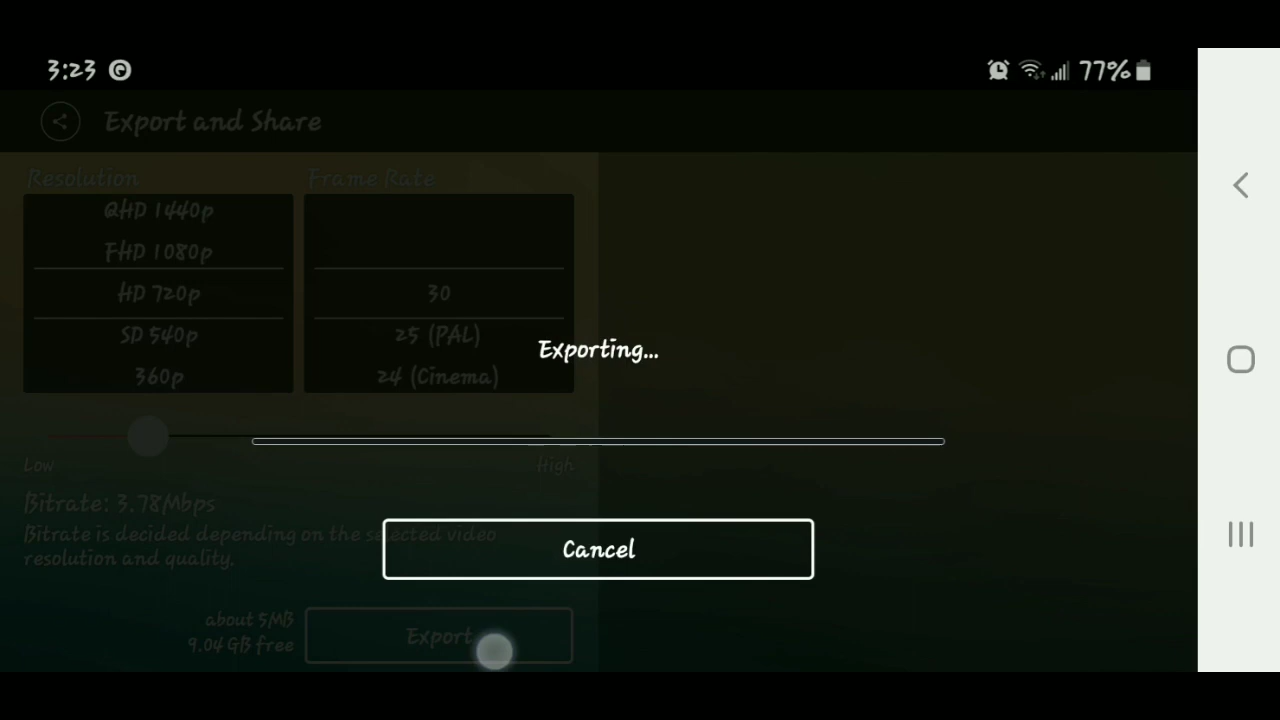 3:23
77%
Export and Share
Resolution
Frame Rate
QHD 1440p
FHD 1080p
HD 720p
30
SD 540p
25 (PAL)
360p
24 (Cinema)
Exporting...
Low
High
Bitrate: 3.78Mbps
Bitrate is decided depending on the selected video
resolution and quality.
Cancel
about 5MB
9.04 GB free
Export